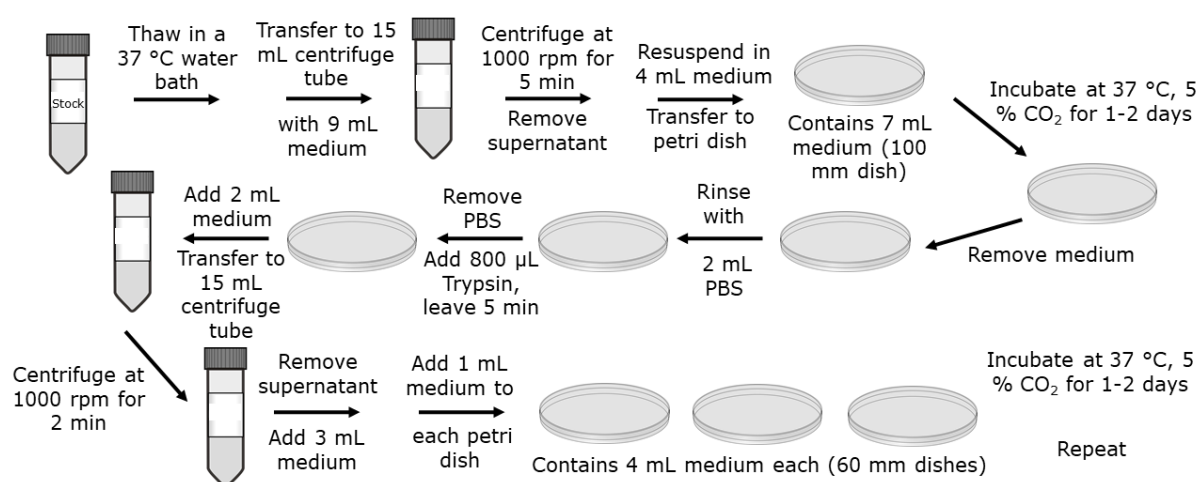 Stock
Thaw in a
37 °C water
bath
Transfer to 15
mL centrifuge
tube
with 9 mL
medium
Centrifuge at
1000 rpm for
5 min
Remove
supernatant
Resuspend in
4 mL medium
Transfer to
petri dish
Contains 7 mL
medium (100
mm dish)
Incubate at 37 °C, 5
% CO₂ for 1-2 days
Remove medium
Rinse
with
2 mL
PBS
Remove
PBS
Add 800 µL
Trypsin,
leave 5 min
Add 2 mL
medium
Transfer to
15 mL
centrifuge
tube
Centrifuge at
1000 rpm for
2 min
Remove
supernatant
Add 3 mL
medium
Add 1 mL
medium to
each petri
dish
Contains 4 mL medium each (60 mm dishes)
Incubate at 37 °C, 5
% CO₂ for 1-2 days
Repeat